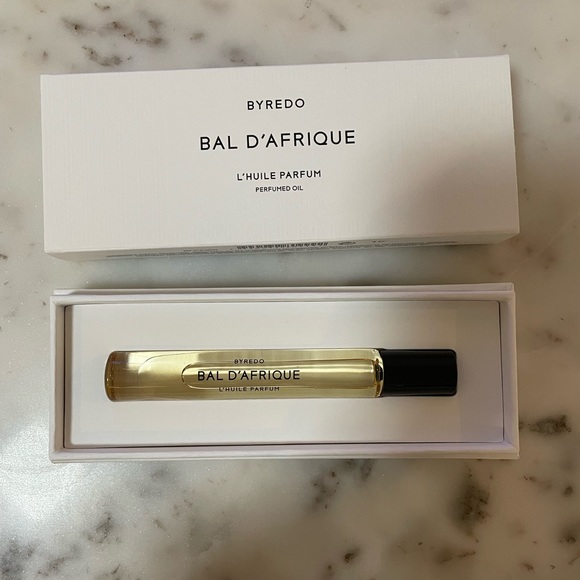 BYREDO
BAL D'AFRIQUE
L'HUILE PARFUM
PERFUMED OIL
BYREDO
BAL D'AFRIQUE
L'HUILE PARFUM